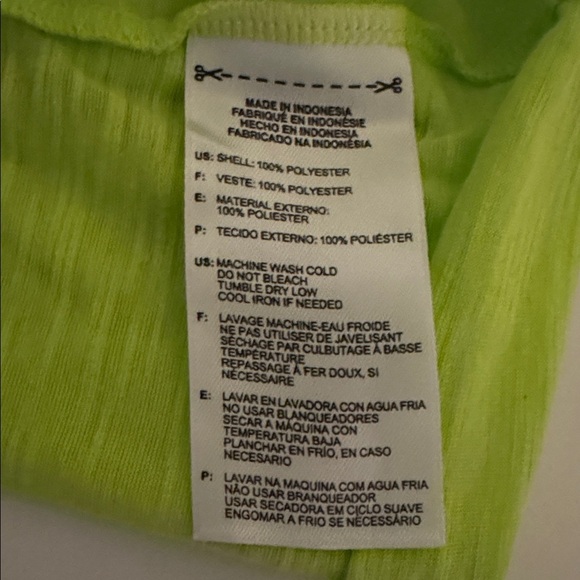 MADE IN INDONESIA
FABRIQUÉ EN INDONÉSIE
HECHO EN INDONESIA
FABRICADO NA INDONÉSIA
US: SHELL: 100% POLYESTER
F: VESTE: 100% POLYESTER
E: MATERIAL EXTERNO:
100% POLIESTER
P: TECIDO EXTERNO: 100% POLIÉSTER
US: MACHINE WASH COLD
DO NOT BLEACH
TUMBLE DRY LOW
COOL IRON IF NEEDED
F: LAVAGE MACHINE-EAU FROIDE
NE PAS UTILISER DE JAVELISANT
SÉCHAGE PAR CULBUTAGE À BASSE
TEMPÉRATURE
REPASSAGE À FER DOUX, SI
NÉCESSAIRE
E: LAVAR EN LAVADORA CON AGUA FRIA
NO USAR BLANQUEADORES
SECAR A MÁQUINA CON
TEMPERATURA BAJA
PLANCHAR EN FRÍO, EN CASO
NECESARIO
P: LAVAR NA MAQUINA COM AGUA FRIA
NÃO USAR BRANQUEADOR
USAR SECADORA EM CICLO SUAVE
ENGOMAR A FRIO SE NECESSÁRIO